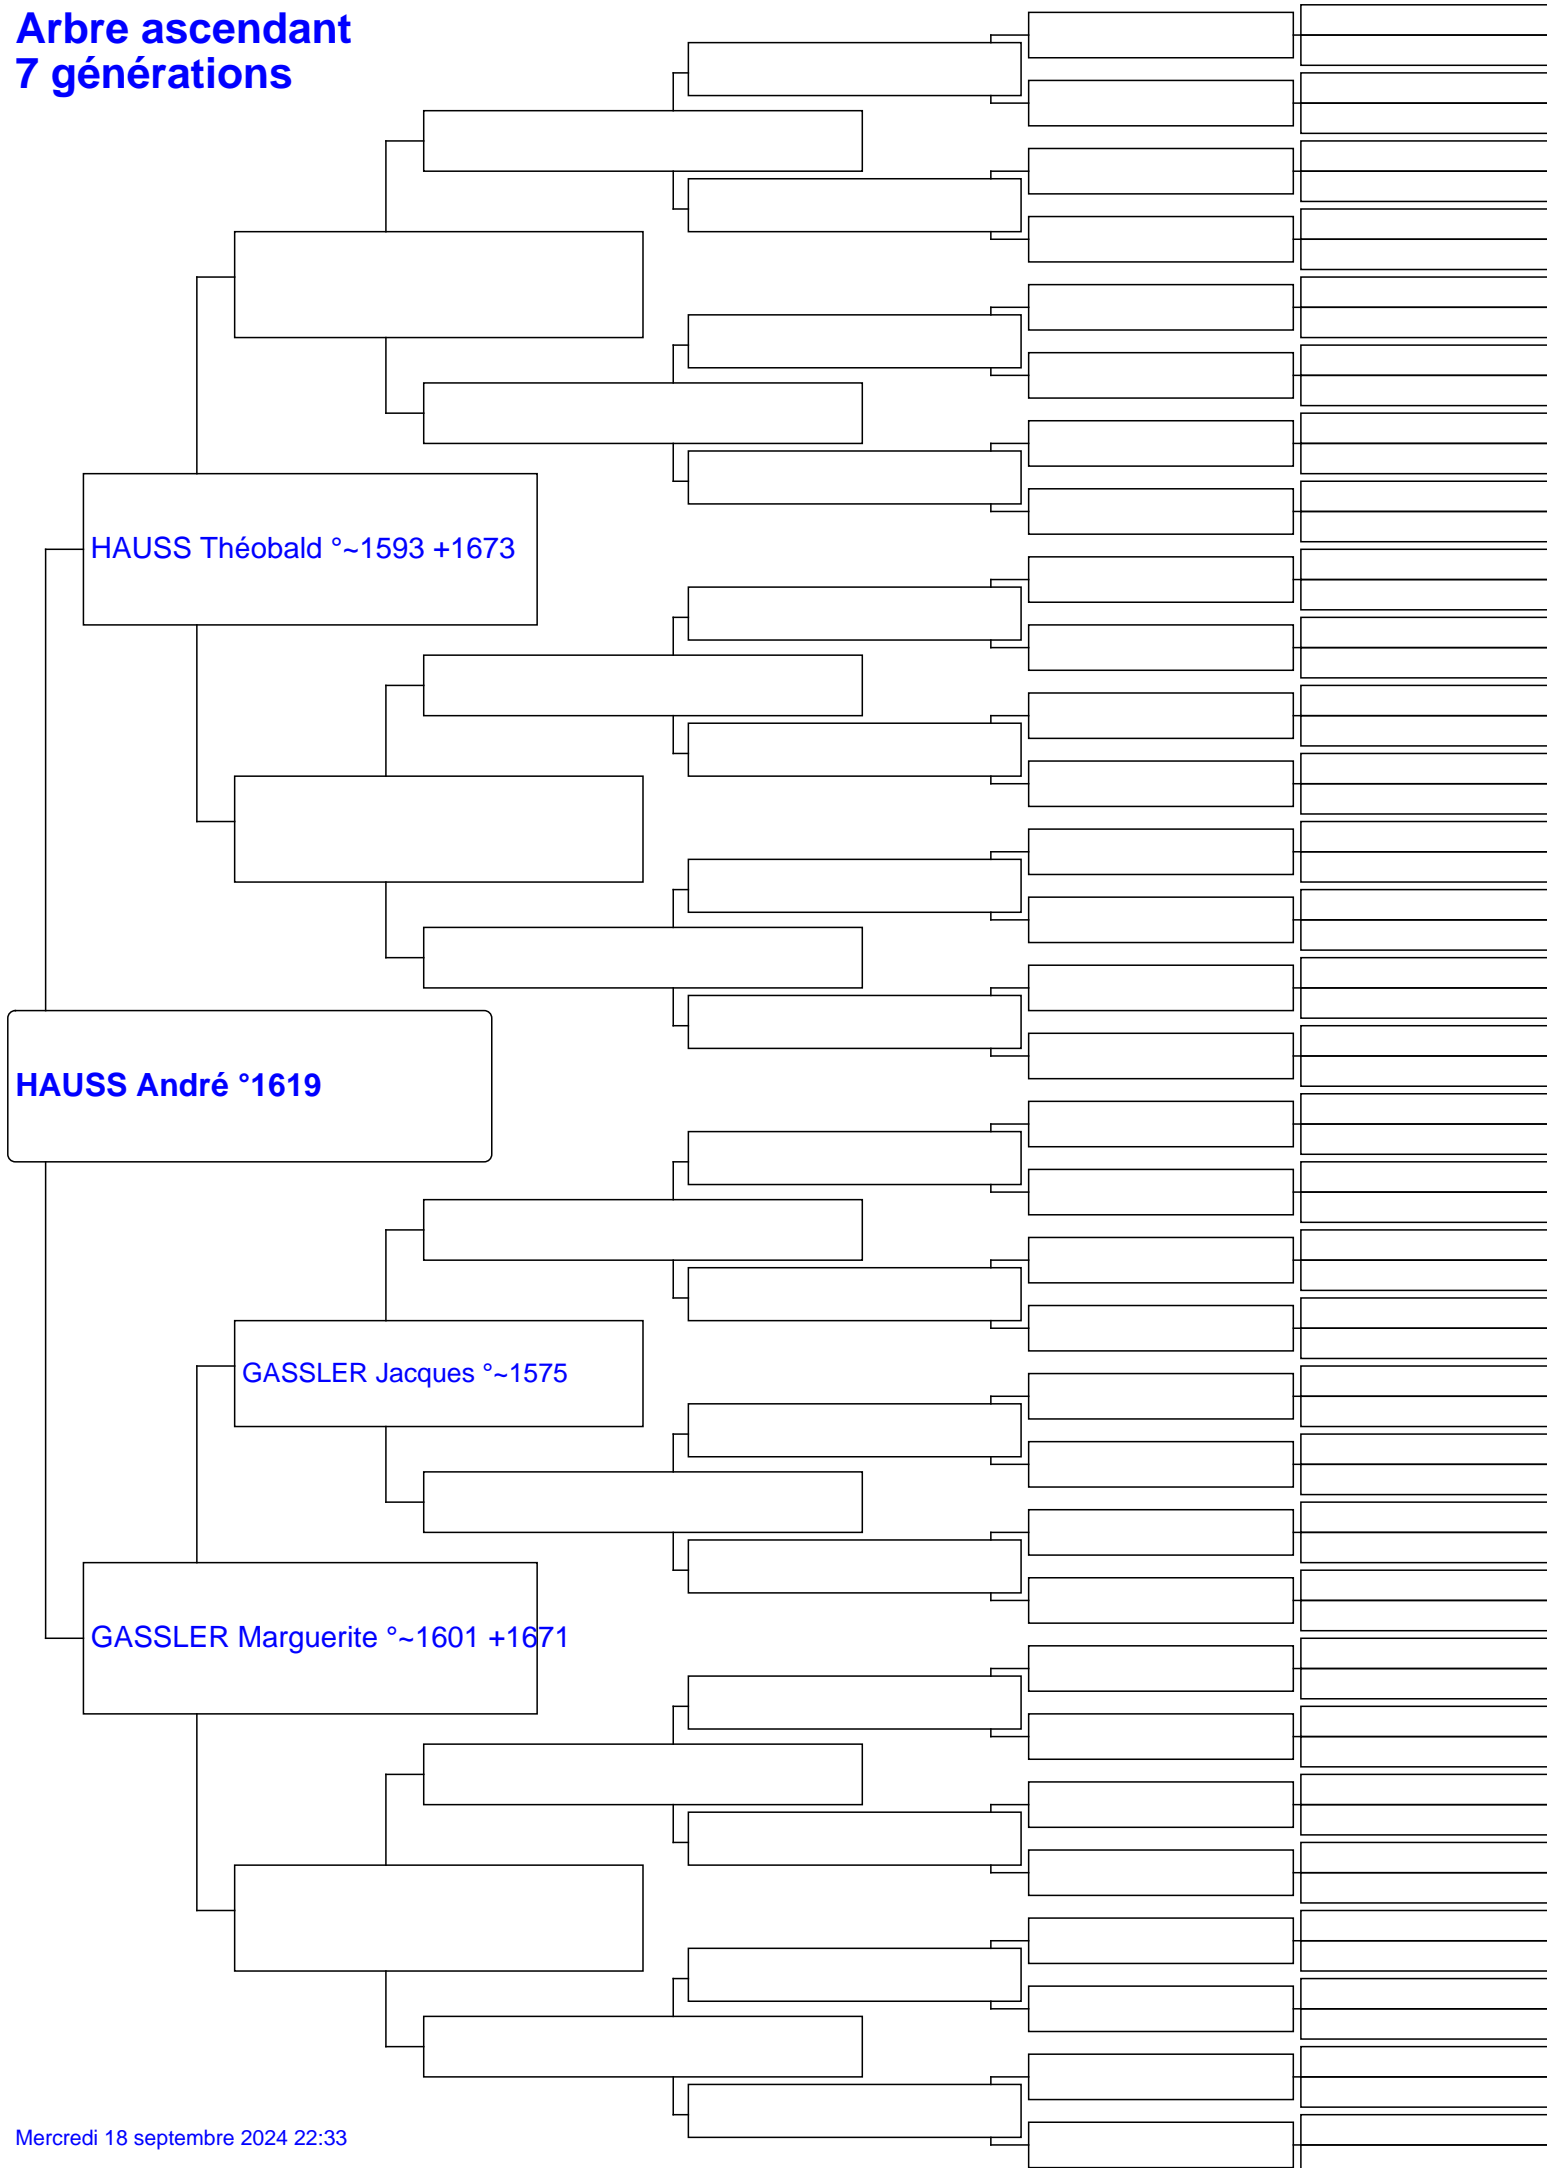 Arbre ascendant
7 générations
HAUSS Théobald °~1593 +1673
HAUSS André °1619
GASSLER Jacques °~1575
GASSLER Marguerite °~1601 +1671
Mercredi 18 septembre 2024 22:33